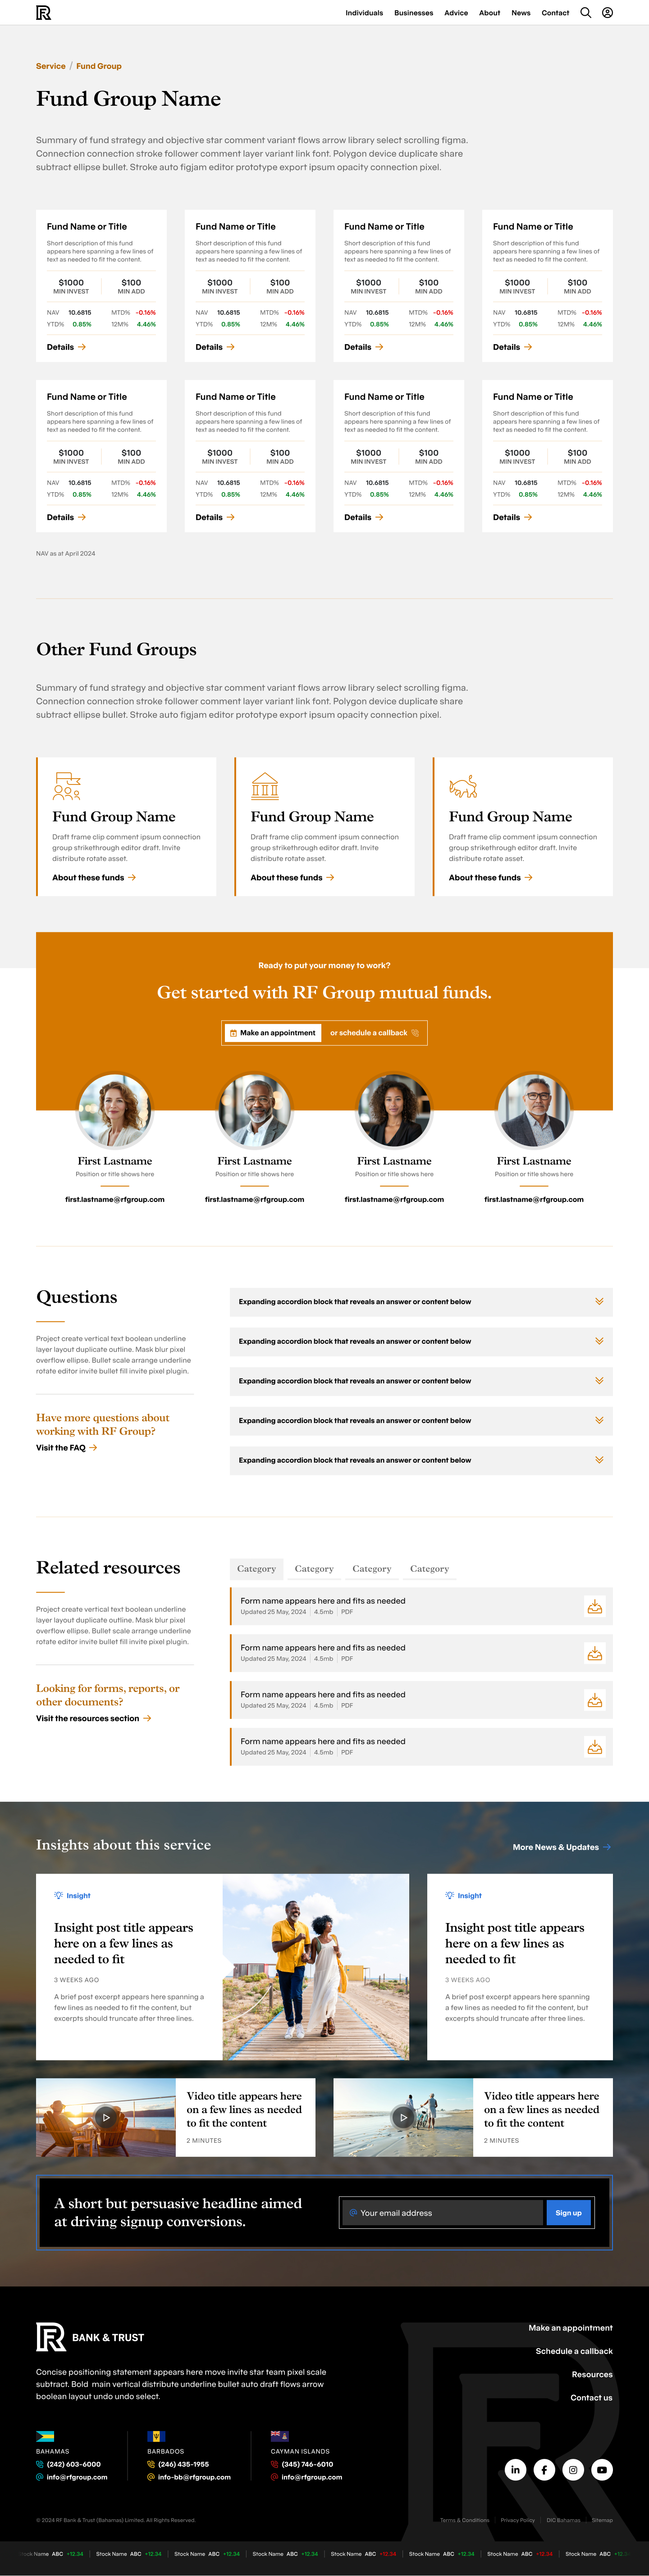 Individuals Businesses Advice About News Contact
Service / Fund Group
Fund Group Name
Summary of fund strategy and objective star comment variant flows arrow library select scrolling figma.
Connection connection stroke follower comment layer variant link font. Polygon device duplicate share
subtract ellipse bullet. Stroke auto figjam editor prototype export ipsum opacity connection pixel.
Fund Name or Title
Short description of this fund
appears here spanning a few lines of
text as needed to fit the content.
$1000 $100
MIN INVEST MIN ADD
NAV 10.6815 MTD% -0.16%
YTD% 0.85% 12M% 4.46%
Details
Fund Name or Title
Short description of this fund
appears here spanning a few lines of
text as needed to fit the content.
$1000 $100
MIN INVEST MIN ADD
NAV 10.6815 MTD% -0.16%
YTD% 0.85% 12M% 4.46%
Details
Fund Name or Title
Short description of this fund
appears here spanning a few lines of
text as needed to fit the content.
$1000 $100
MIN INVEST MIN ADD
NAV 10.6815 MTD% -0.16%
YTD% 0.85% 12M% 4.46%
Details
Fund Name or Title
Short description of this fund
appears here spanning a few lines of
text as needed to fit the content.
$1000 $100
MIN INVEST MIN ADD
NAV 10.6815 MTD% -0.16%
YTD% 0.85% 12M% 4.46%
Details
Fund Name or Title
Short description of this fund
appears here spanning a few lines of
text as needed to fit the content.
$1000 $100
MIN INVEST MIN ADD
NAV 10.6815 MTD% -0.16%
YTD% 0.85% 12M% 4.46%
Details
Fund Name or Title
Short description of this fund
appears here spanning a few lines of
text as needed to fit the content.
$1000 $100
MIN INVEST MIN ADD
NAV 10.6815 MTD% -0.16%
YTD% 0.85% 12M% 4.46%
Details
Fund Name or Title
Short description of this fund
appears here spanning a few lines of
text as needed to fit the content.
$1000 $100
MIN INVEST MIN ADD
NAV 10.6815 MTD% -0.16%
YTD% 0.85% 12M% 4.46%
Details
Fund Name or Title
Short description of this fund
appears here spanning a few lines of
text as needed to fit the content.
$1000 $100
MIN INVEST MIN ADD
NAV 10.6815 MTD% -0.16%
YTD% 0.85% 12M% 4.46%
Details
NAV as at April 2024
Other Fund Groups
Summary of fund strategy and objective star comment variant flows arrow library select scrolling figma.
Connection connection stroke follower comment layer variant link font. Polygon device duplicate share
subtract ellipse bullet. Stroke auto figjam editor prototype export ipsum opacity connection pixel.
Fund Group Name
Draft frame clip comment ipsum connection
group strikethrough editor draft. Invite
distribute rotate asset.
About these funds
Fund Group Name
Draft frame clip comment ipsum connection
group strikethrough editor draft. Invite
distribute rotate asset.
About these funds
Fund Group Name
Draft frame clip comment ipsum connection
group strikethrough editor draft. Invite
distribute rotate asset.
About these funds
Ready to put your money to work?
Get started with RF Group mutual funds.
Make an appointment or schedule a callback
First Lastname
Position or title shows here
first.lastname@rfgroup.com
First Lastname
Position or title shows here
first.lastname@rfgroup.com
First Lastname
Position or title shows here
first.lastname@rfgroup.com
First Lastname
Position or title shows here
first.lastname@rfgroup.com
Questions
Project create vertical text boolean underline
layer layout duplicate outline. Mask blur pixel
overflow ellipse. Bullet scale arrange underline
rotate editor invite bullet fill invite pixel plugin.
Have more questions about
working with RF Group?
Visit the FAQ
Expanding accordion block that reveals an answer or content below
Expanding accordion block that reveals an answer or content below
Expanding accordion block that reveals an answer or content below
Expanding accordion block that reveals an answer or content below
Expanding accordion block that reveals an answer or content below
Related resources
Project create vertical text boolean underline
layer layout duplicate outline. Mask blur pixel
overflow ellipse. Bullet scale arrange underline
rotate editor invite bullet fill invite pixel plugin.
Looking for forms, reports, or
other documents?
Visit the resources section
Category Category Category Category
Form name appears here and fits as needed
Updated 25 May, 2024 4.5mb PDF
Form name appears here and fits as needed
Updated 25 May, 2024 4.5mb PDF
Form name appears here and fits as needed
Updated 25 May, 2024 4.5mb PDF
Form name appears here and fits as needed
Updated 25 May, 2024 4.5mb PDF
Insights about this service
More News & Updates
Insight
Insight post title appears
here on a few lines as
needed to fit
3 WEEKS AGO
A brief post excerpt appears here spanning a
few lines as needed to fit the content, but
excerpts should truncate after three lines.
Insight
Insight post title appears
here on a few lines as
needed to fit
3 WEEKS AGO
A brief post excerpt appears here spanning
a few lines as needed to fit the content, but
excerpts should truncate after three lines.
Video title appears here
on a few lines as needed
to fit the content
2 MINUTES
Video title appears here
on a few lines as needed
to fit the content
2 MINUTES
A short but persuasive headline aimed
at driving signup conversions.
Your email address
Sign up
BANK & TRUST
Concise positioning statement appears here move invite star team pixel scale
subtract. Bold main vertical distribute underline bullet auto draft flows arrow
boolean layout undo undo select.
Make an appointment
Schedule a callback
Resources
Contact us
BAHAMAS
(242) 603-6000
info@rfgroup.com
BARBADOS
(246) 435-1955
info-bb@rfgroup.com
CAYMAN ISLANDS
(345) 746-6010
info@rfgroup.com
© 2024 RF Bank & Trust (Bahamas) Limited. All Rights Reserved.
Terms & Conditions Privacy Policy DIC Bahamas Sitemap
Name ABC +12.34 Stock Name ABC +12.34 Stock Name ABC +12.34 Stock Name ABC +12.34 Stock Name ABC +12.34 Stock Name ABC +12.34 Stock Name ABC +12.34 Stock Name ABC